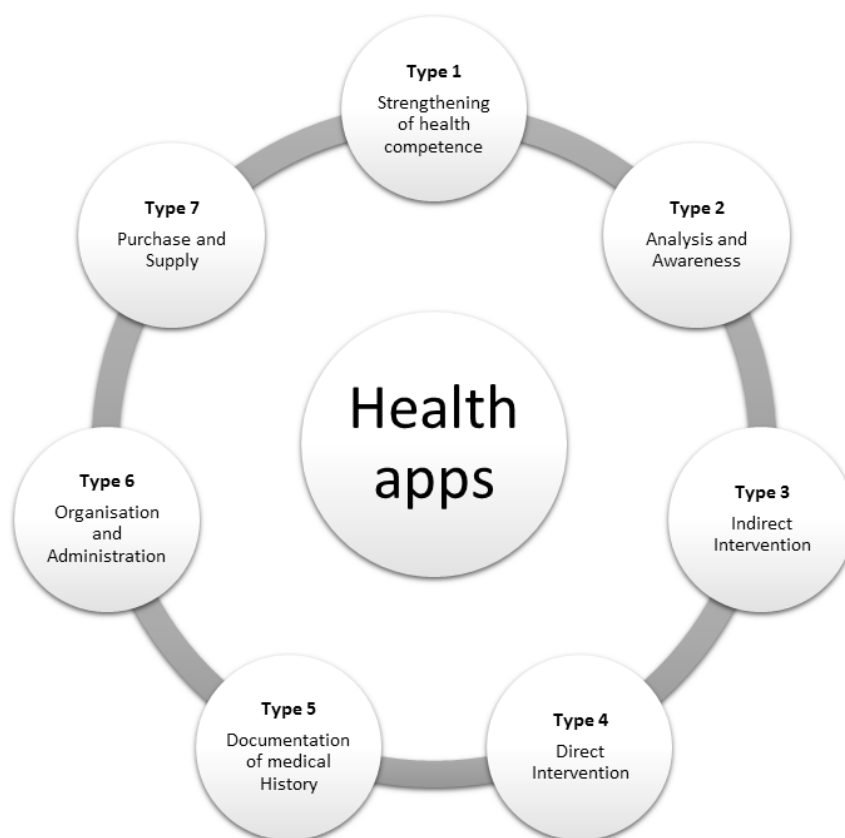 Type 1
Strengthening
of health
competence
Type 2
Analysis and
Awareness
Type 3
Indirect
Intervention
Type 4
Direct
Intervention
Type 5
Documentation
of medical
History
Type 6
Organisation
and
Administration
Type 7
Purchase and
Supply
Health
apps